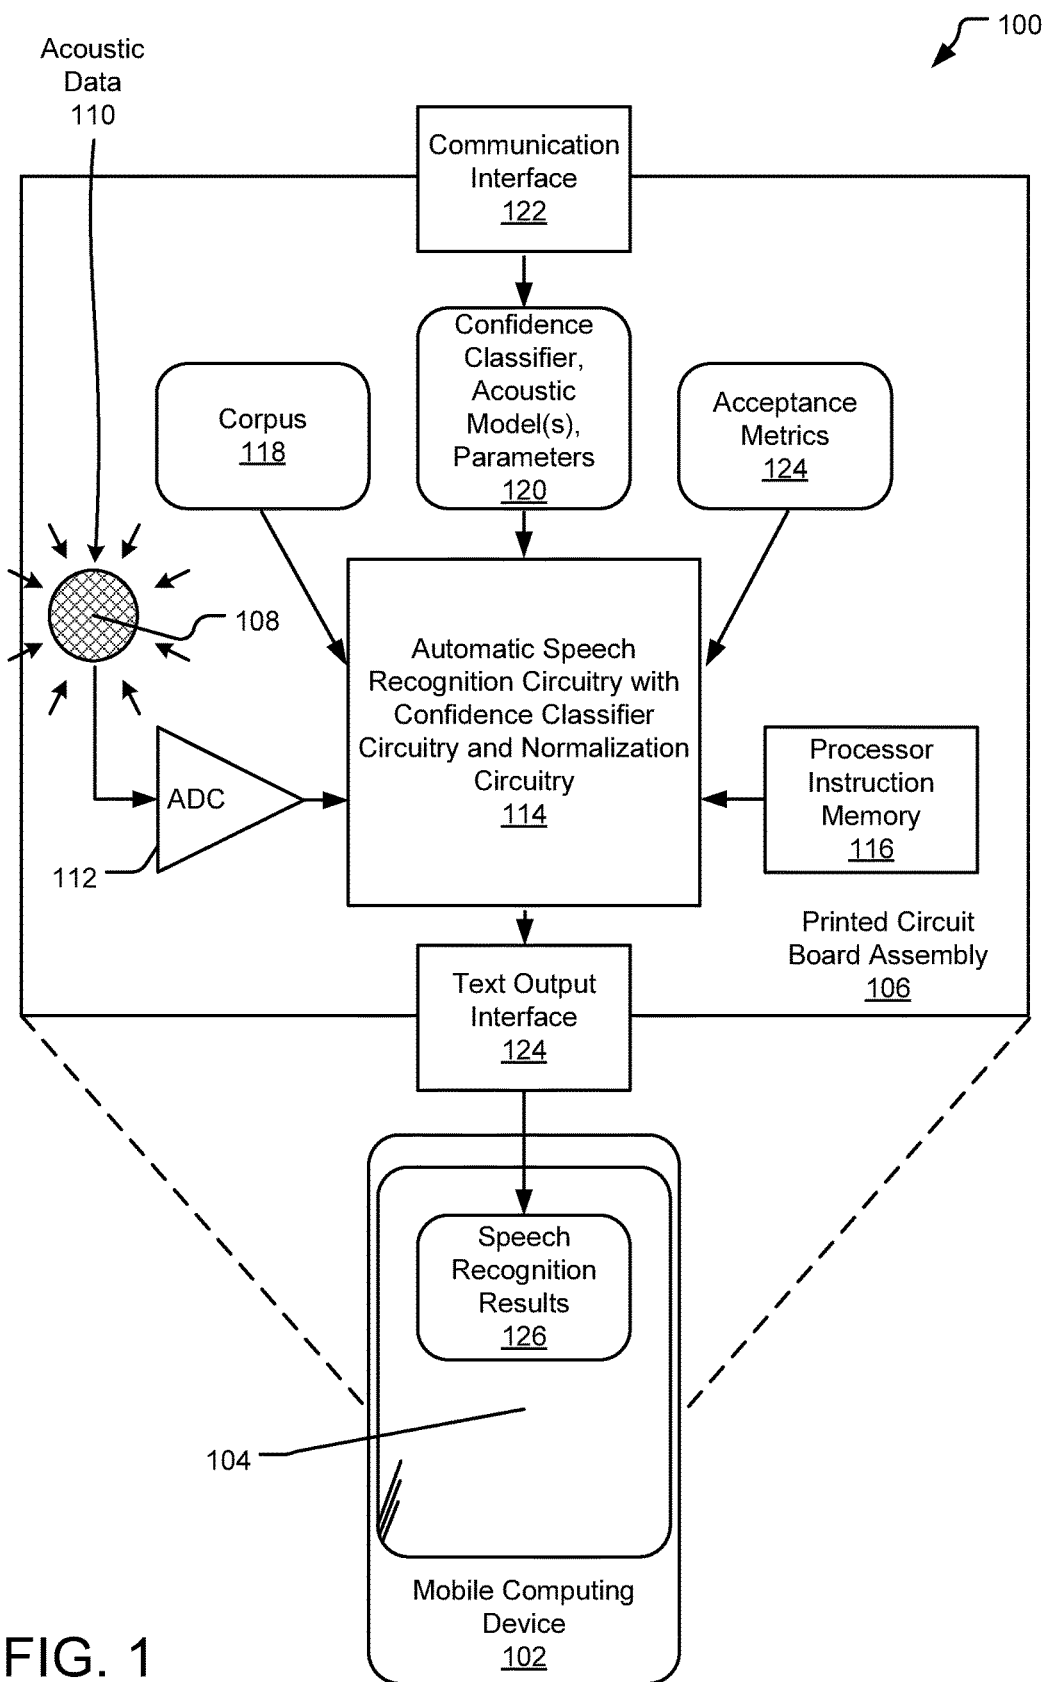 100
Acoustic
Data
110
Communication
Interface
122
Confidence
Classifier,
Acoustic
Model(s),
Parameters
120
Corpus
118
Acceptance
Metrics
124
108
Automatic Speech
Recognition Circuitry with
Confidence Classifier
Circuitry and Normalization
Circuitry
114
ADC
112
Processor
Instruction
Memory
116
Printed Circuit
Board Assembly
106
Text Output
Interface
124
Speech
Recognition
Results
126
104
Mobile Computing
Device
102
FIG. 1